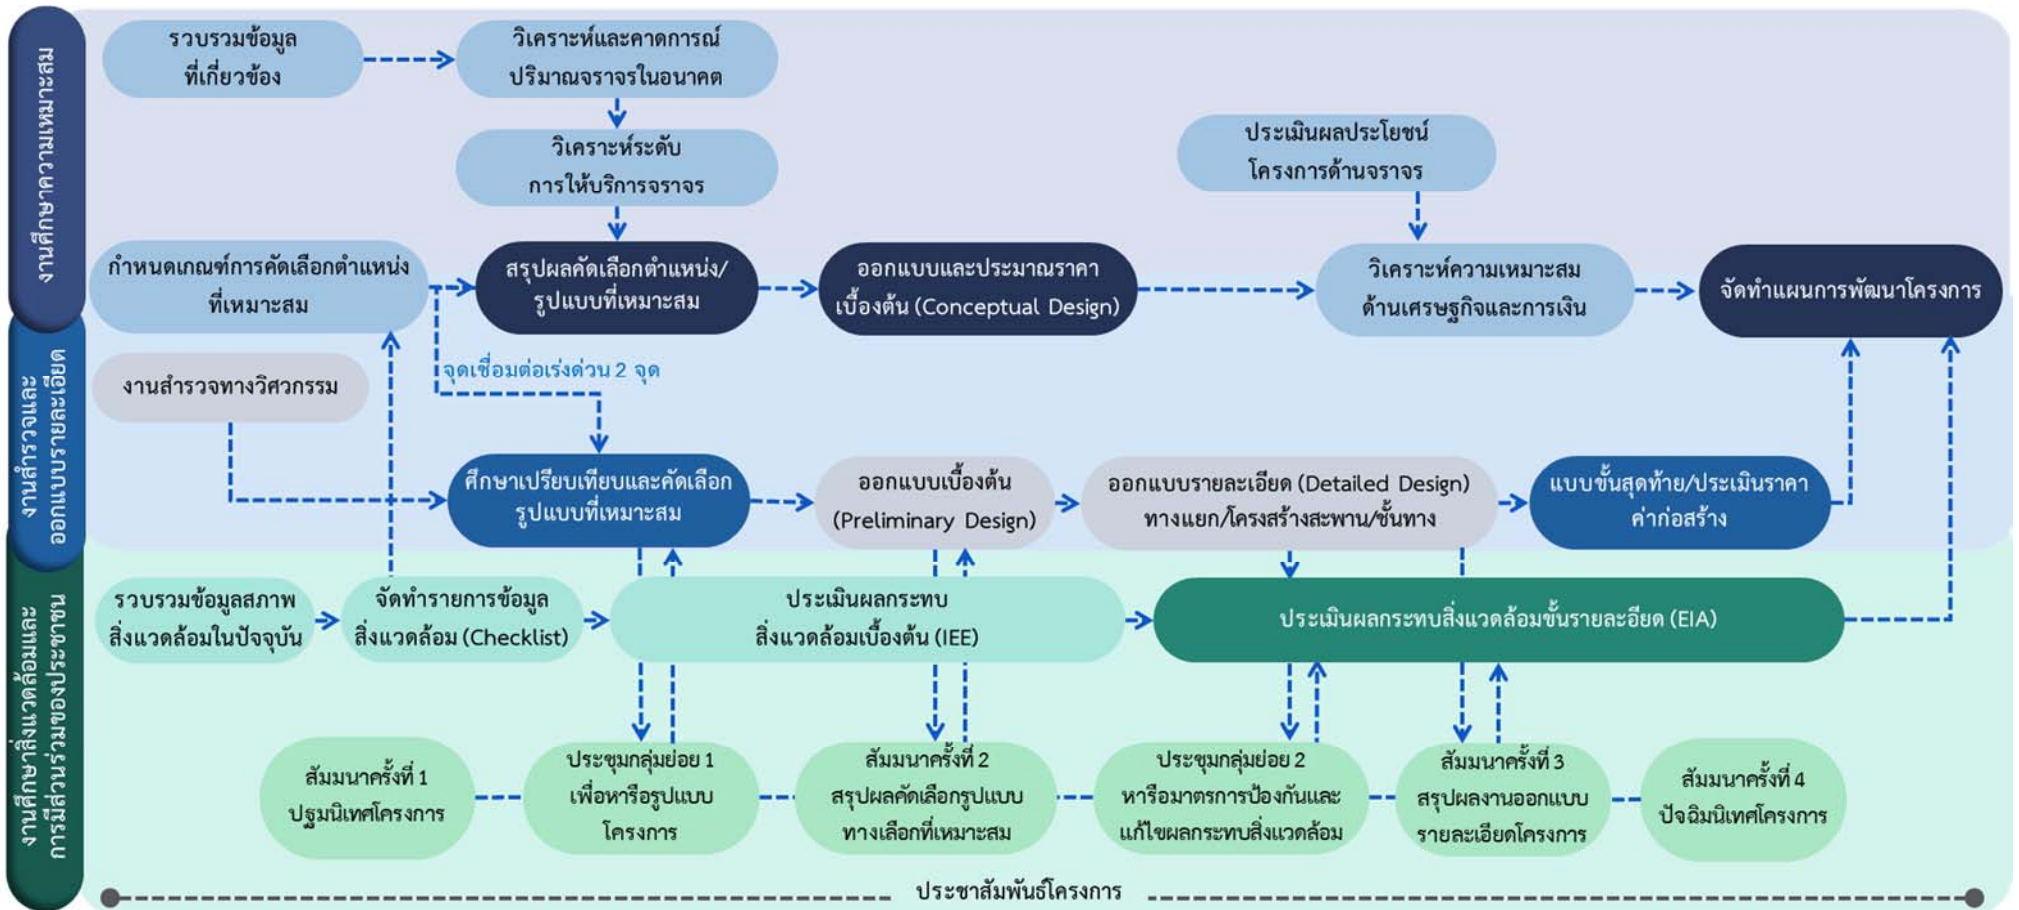 งานศึกษาความเหมาะสม
รวบรวมข้อมูล
ที่เกี่ยวข้อง
วิเคราะห์และคาดการณ์
ปริมาณจราจรในอนาคต
วิเคราะห์ระดับ
การให้บริการจราจร
ประเมินผลประโยชน์
โครงการด้านจราจร
กำหนดเกณฑ์การคัดเลือกตำแหน่ง
ที่เหมาะสม
สรุปผลคัดเลือกตำแหน่ง/
รูปแบบที่เหมาะสม
ออกแบบและประมาณราคา
เบื้องต้น (Conceptual Design)
วิเคราะห์ความเหมาะสม
ด้านเศรษฐกิจและการเงิน
จัดทำแผนการพัฒนาโครงการ
งานสำรวจและ
ออกแบบรายละเอียด
งานสำรวจทางวิศวกรรม
จุดเชื่อมต่อเร่งด่วน 2 จุด
ศึกษาเปรียบเทียบและคัดเลือก
รูปแบบที่เหมาะสม
ออกแบบเบื้องต้น
(Preliminary Design)
ออกแบบรายละเอียด (Detailed Design)
ทางแยก/โครงสร้างสะพาน/ชั้นทาง
แบบขั้นสุดท้าย/ประเมินราคา
ค่าก่อสร้าง
งานศึกษาสิ่งแวดล้อมและ
การมีส่วนร่วมของประชาชน
รวบรวมข้อมูลสภาพ
สิ่งแวดล้อมในปัจจุบัน
จัดทำรายการข้อมูล
สิ่งแวดล้อม (Checklist)
ประเมินผลกระทบ
สิ่งแวดล้อมเบื้องต้น (IEE)
ประเมินผลกระทบสิ่งแวดล้อมขั้นรายละเอียด (EIA)
สัมมนาครั้งที่ 1
ปฐมนิเทศโครงการ
ประชุมกลุ่มย่อย 1
เพื่อหารือรูปแบบ
โครงการ
สัมมนาครั้งที่ 2
สรุปผลคัดเลือกรูปแบบ
ทางเลือกที่เหมาะสม
ประชุมกลุ่มย่อย 2
หารือมาตรการป้องกันและ
แก้ไขผลกระทบสิ่งแวดล้อม
สัมมนาครั้งที่ 3
สรุปผลงานออกแบบ
รายละเอียดโครงการ
สัมมนาครั้งที่ 4
ปัจฉิมนิเทศโครงการ
ประชาสัมพันธ์โครงการ